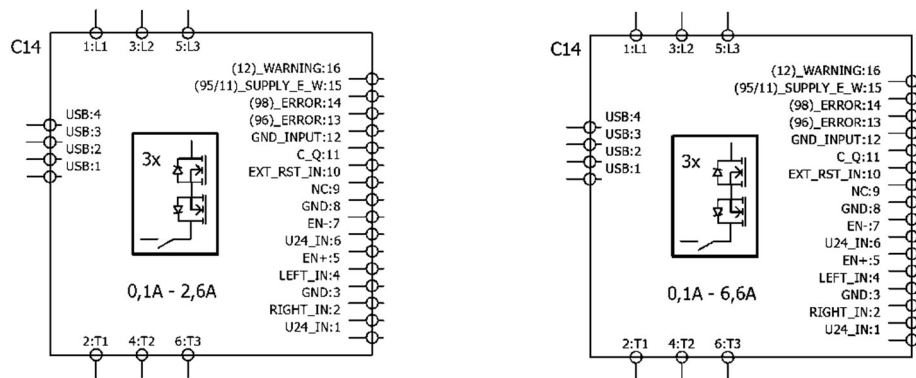 C14
1:L1 3:L2 5:L3
(12)_WARNING:16
(95/11)_SUPPLY_E_W:15
(98)_ERROR:14
(96)_ERROR:13
GND_INPUT:12
C_Q:11
EXT_RST_IN:10
NC:9
GND:8
EN-:7
U24_IN:6
EN+:5
LEFT_IN:4
GND:3
RIGHT_IN:2
U24_IN:1
USB:4
USB:3
USB:2
USB:1
3x
0,1A - 2,6A
2:T1 4:T2 6:T3
C14
1:L1 3:L2 5:L3
(12)_WARNING:16
(95/11)_SUPPLY_E_W:15
(98)_ERROR:14
(96)_ERROR:13
GND_INPUT:12
C_Q:11
EXT_RST_IN:10
NC:9
GND:8
EN-:7
U24_IN:6
EN+:5
LEFT_IN:4
GND:3
RIGHT_IN:2
U24_IN:1
USB:4
USB:3
USB:2
USB:1
3x
0,1A - 6,6A
2:T1 4:T2 6:T3